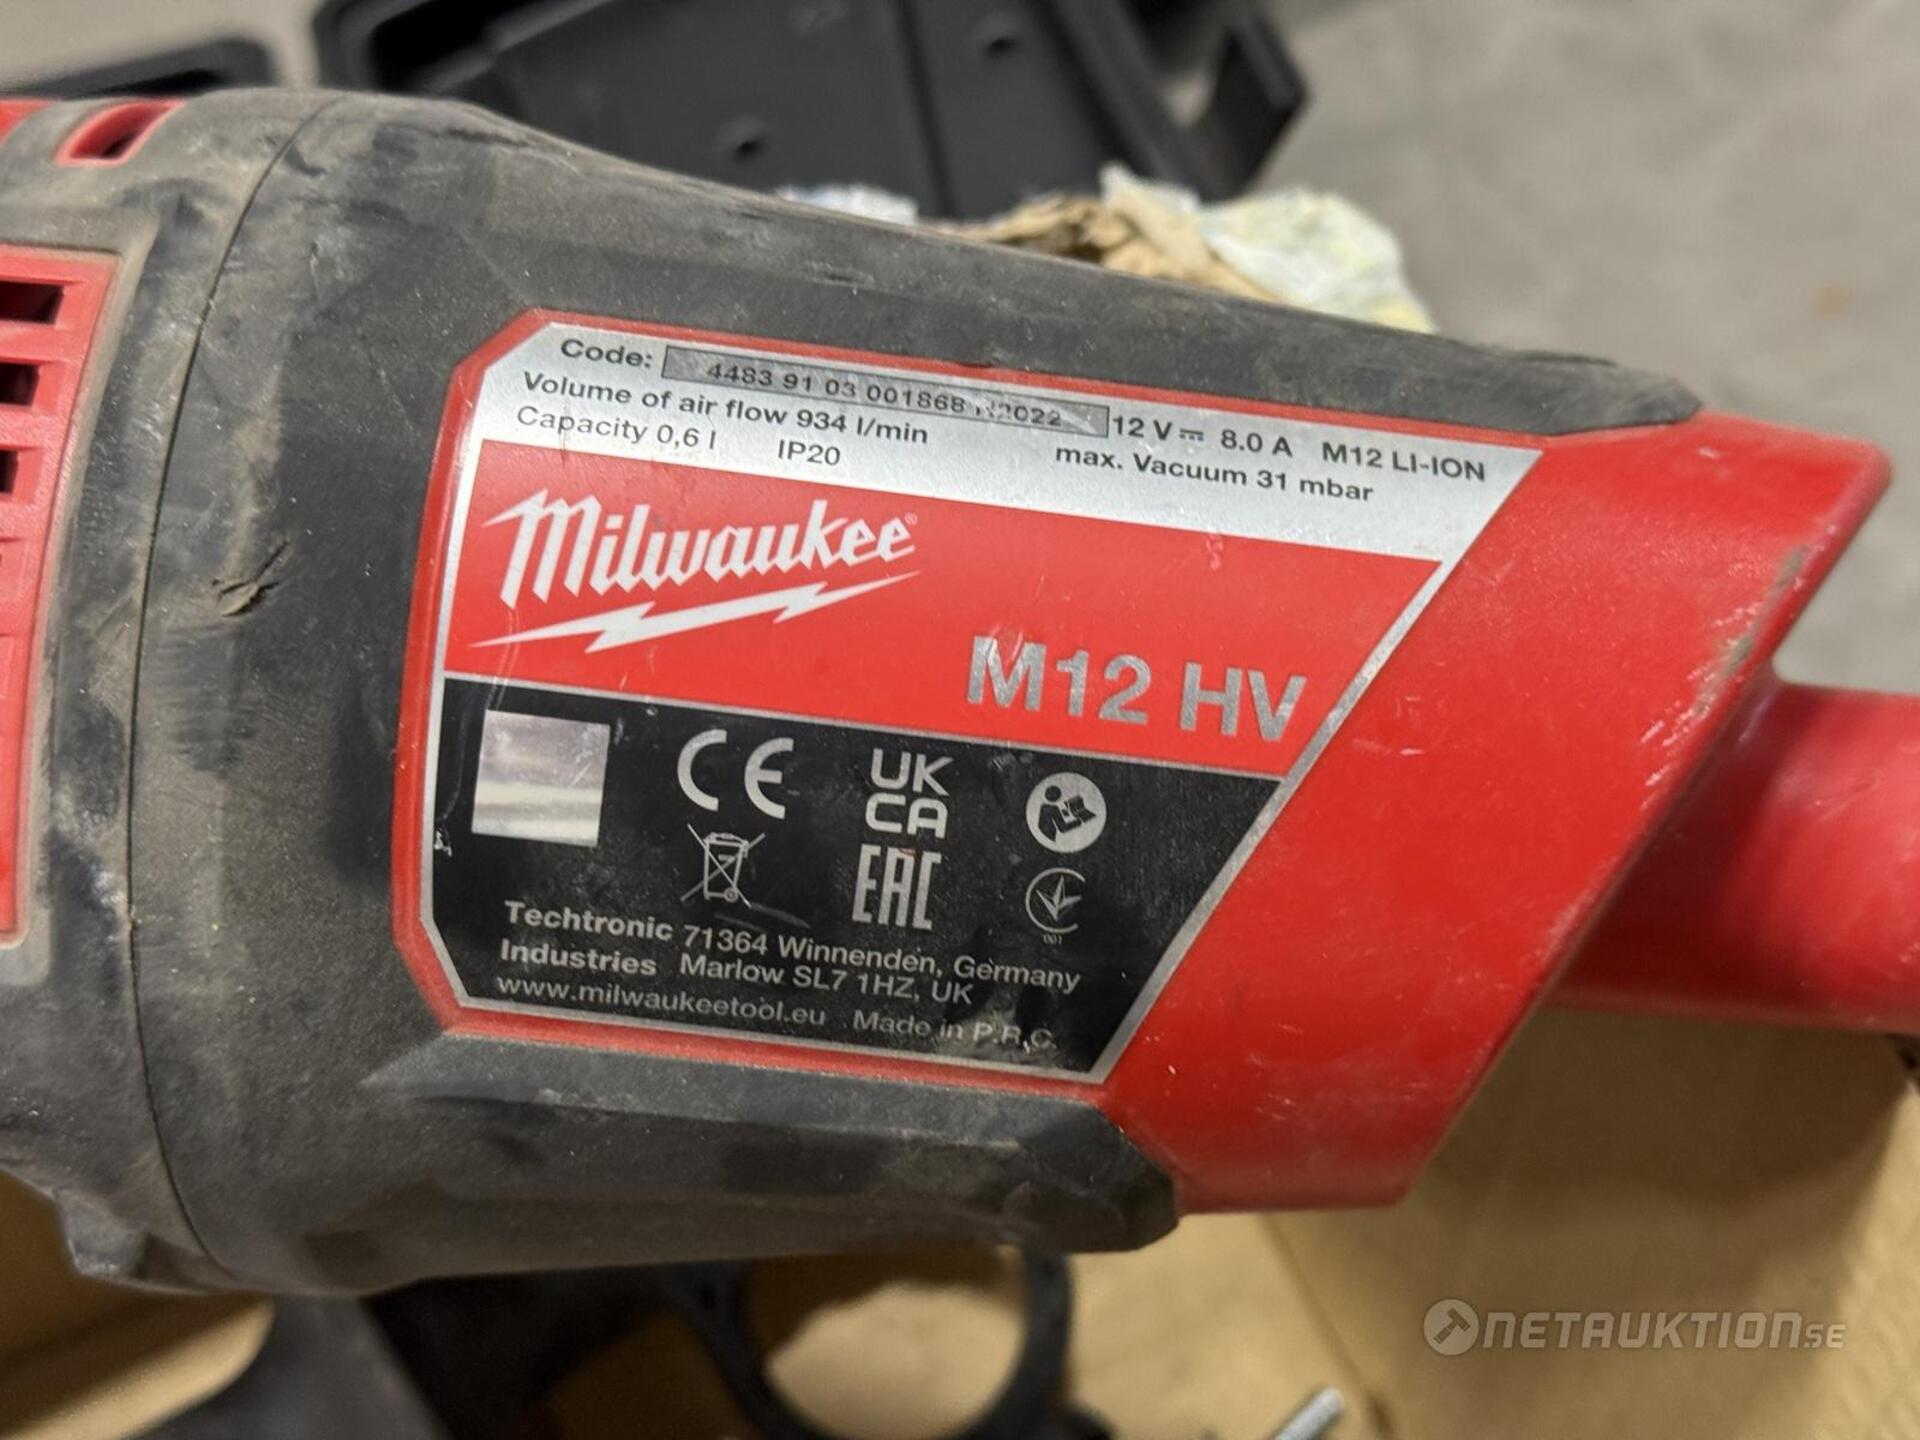 Code: 4483 91 03 001868 N2022 12 V 8.0 A M12 LI-ION
Volume of air flow 934 l/min max. Vacuum 31 mbar
Capacity 0,6 l IP20
Milwaukee®
M12 HV
CE UK
CA
EAC
001
Techtronic 71364 Winnenden, Germany
Industries Marlow SL7 1HZ, UK
www.milwaukeetool.eu Made in P.R.C.
NETAUKTION.SE